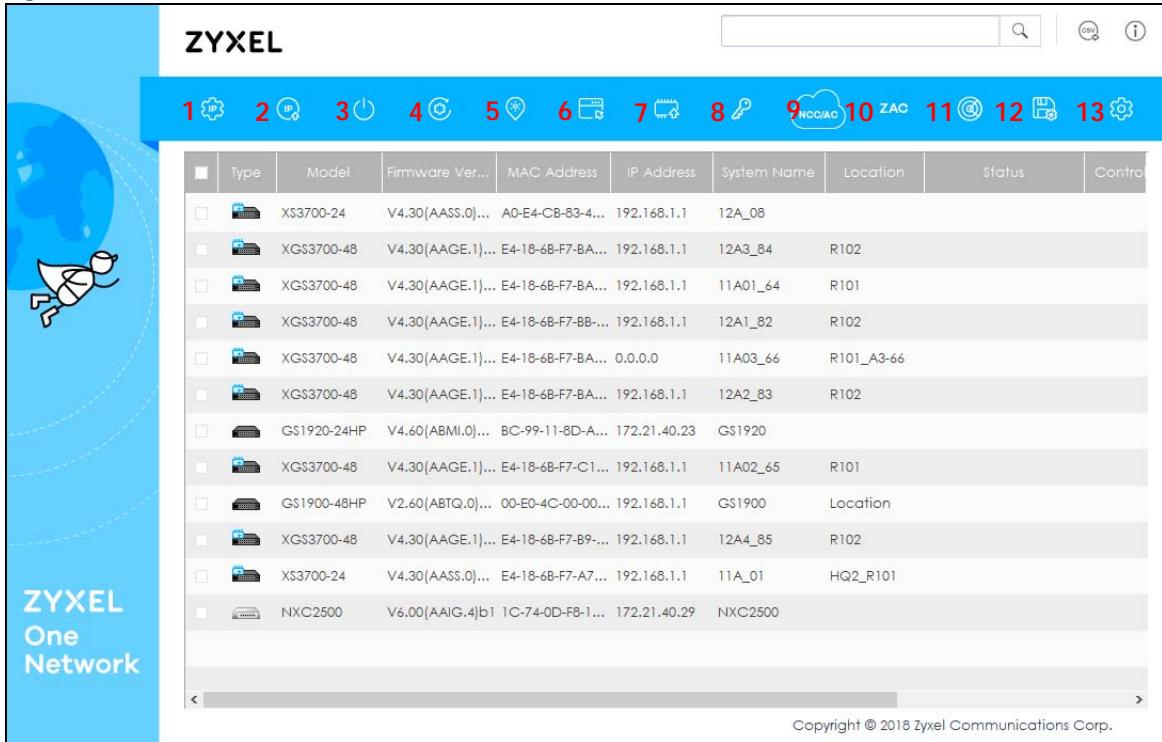 ZYXEL
CSV
1 IP 2 IP 3 4 5 6 7 8 9 NCC/AC 10 ZAC 11 12 13
Type Model Firmware Ver... MAC Address IP Address System Name Location Status Control
XS3700-24 V4.30(AASS.0)... A0-E4-CB-83-4... 192.168.1.1 12A_08
XGS3700-48 V4.30(AAGE.1)... E4-18-6B-F7-BA... 192.168.1.1 12A3_84 R102
XGS3700-48 V4.30(AAGE.1)... E4-18-6B-F7-BA... 192.168.1.1 11A01_64 R101
XGS3700-48 V4.30(AAGE.1)... E4-18-6B-F7-BB-... 192.168.1.1 12A1_82 R102
XGS3700-48 V4.30(AAGE.1)... E4-18-6B-F7-BA... 0.0.0.0 11A03_66 R101_A3-66
XGS3700-48 V4.30(AAGE.1)... E4-18-6B-F7-BA... 192.168.1.1 12A2_83 R102
GS1920-24HP V4.60(ABMI.0)... BC-99-11-8D-A... 172.21.40.23 GS1920
XGS3700-48 V4.30(AAGE.1)... E4-18-6B-F7-C1... 192.168.1.1 11A02_65 R101
GS1900-48HP V2.60(ABTQ.0)... 00-E0-4C-00-00... 192.168.1.1 GS1900 Location
XGS3700-48 V4.30(AAGE.1)... E4-18-6B-F7-B9-... 192.168.1.1 12A4_85 R102
XS3700-24 V4.30(AASS.0)... E4-18-6B-F7-A7... 192.168.1.1 11A_01 HQ2_R101
NXC2500 V6.00(AAIG.4)b1 1C-74-0D-F8-1... 172.21.40.29 NXC2500
ZYXEL
One
Network
Copyright © 2018 Zyxel Communications Corp.